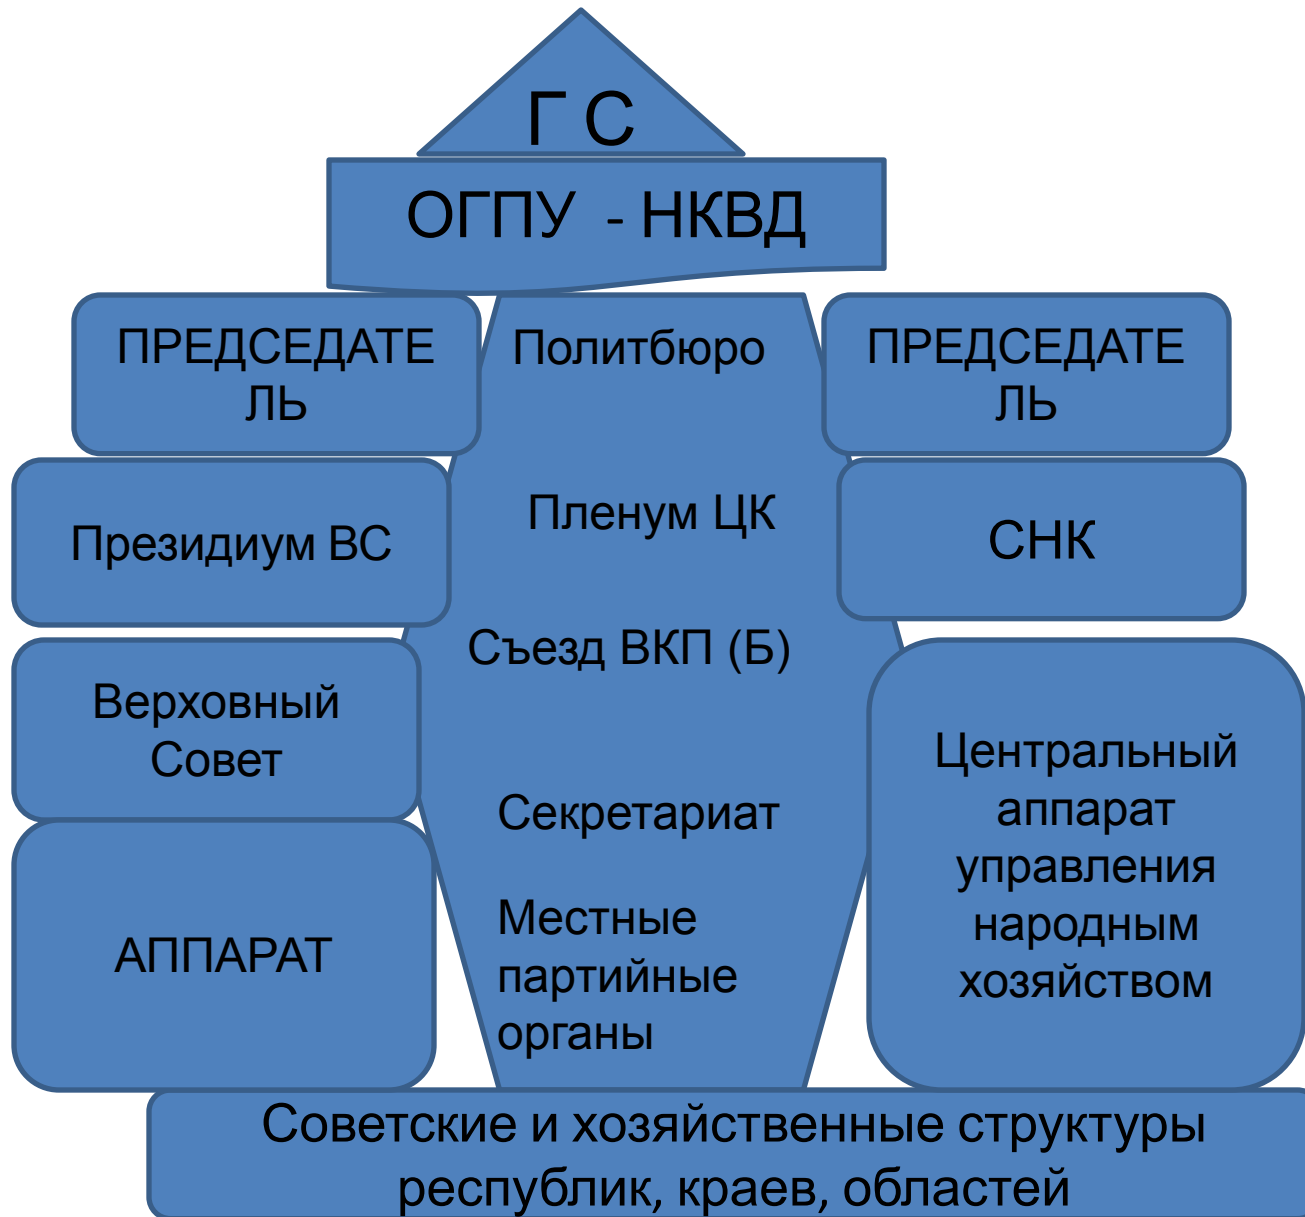 Г С
ОГПУ - НКВД
ПРЕДСЕДАТЕ
ЛЬ
Политбюро
ПРЕДСЕДАТЕ
ЛЬ
Президиум ВС
Пленум ЦК
СНК
Съезд ВКП (Б)
Верховный
Совет
Секретариат
Центральный
аппарат
управления
народным
хозяйством
АППАРАТ
Местные
партийные
органы
Советские и хозяйственные структуры
республик, краев, областей